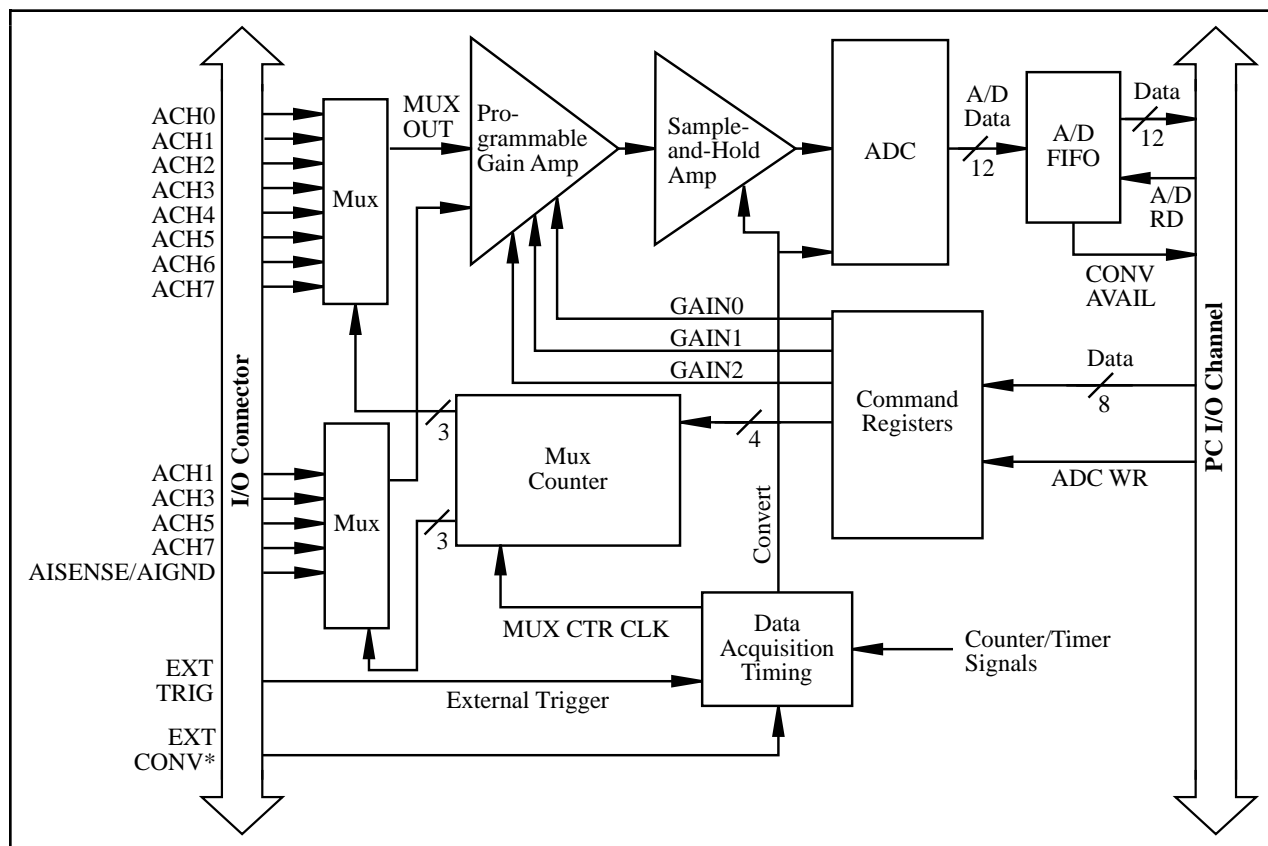 ACH0
ACH1
ACH2
ACH3
ACH4
ACH5
ACH6
ACH7
Mux
MUX
OUT
Pro-
grammable
Gain Amp
Sample-
and-Hold
Amp
ADC
A/D
Data
12
A/D
FIFO
Data
12
A/D
RD
CONV
AVAIL
GAIN0
GAIN1
GAIN2
Command
Registers
Data
8
ADC WR
4
3
Mux
Counter
3
I/O Connector
PC I/O Channel
ACH1
ACH3
ACH5
ACH7
AISENSE/AIGND
Mux
Convert
MUX CTR CLK
Data
Acquisition
Timing
Counter/Timer
Signals
EXT
TRIG
External Trigger
EXT
CONV*